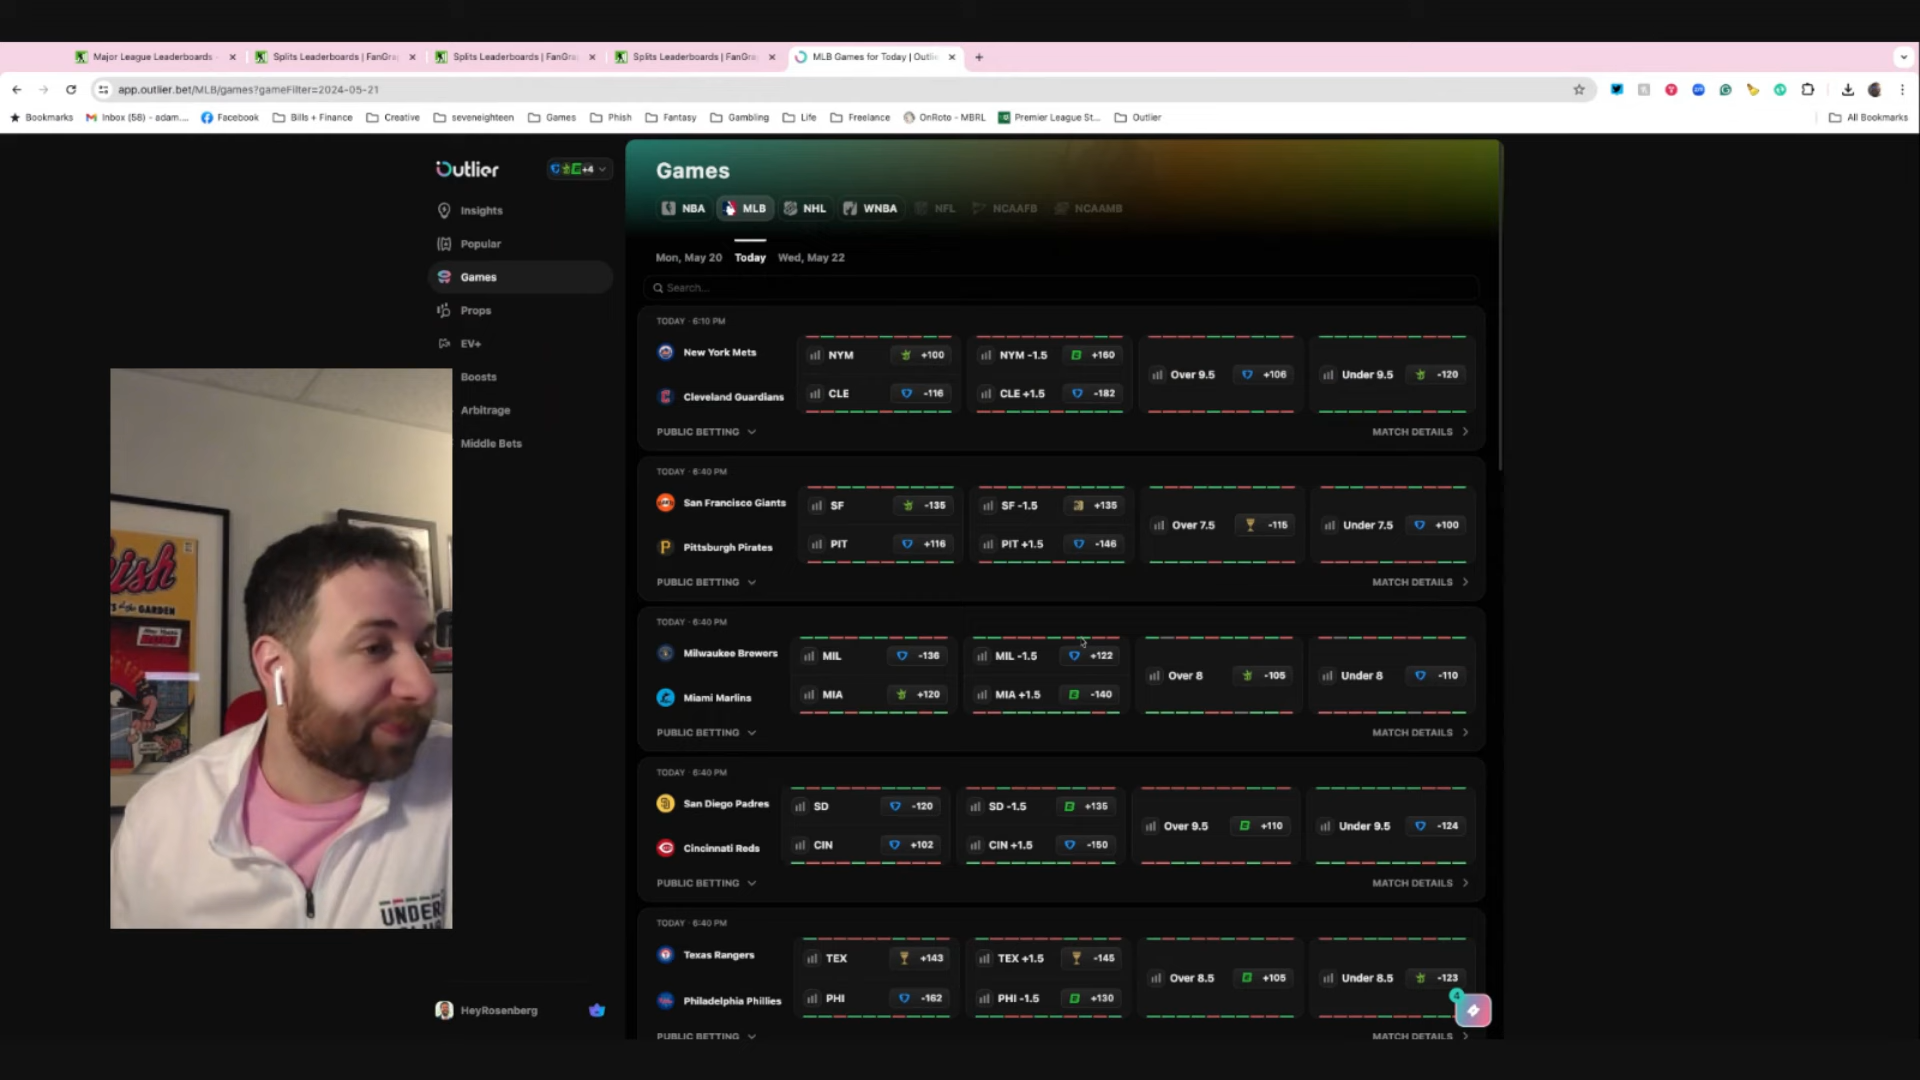 Major League Leaderboards
Splits Leaderboards | FanGra
Splits Leaderboards | FanGra
Splits Leaderboards | FanGra
MLB Games for Today | Outlie
app.outlier.bet/MLB/games?gameFilter=2024-05-21
Bookmarks
Inbox (58) - adam....
Facebook
Bills + Finance
Creative
seveneighteen
Games
Phish
Fantasy
Gambling
Life
Freelance
OnRoto - MBRL
Premier League St...
Outlier
All Bookmarks
Outlier
+4
Insights
Popular
Games
Props
EV+
Boosts
Arbitrage
Middle Bets
HeyRosenberg
Games
NBA
MLB
NHL
WNBA
NFL
NCAAFB
NCAAMB
Mon, May 20
Today
Wed, May 22
Search...
TODAY · 6:10 PM
New York Mets
Cleveland Guardians
NYM +100
CLE -116
NYM -1.5 +160
CLE +1.5 -182
Over 9.5 +106
Under 9.5 -120
PUBLIC BETTING
MATCH DETAILS
TODAY · 6:40 PM
San Francisco Giants
Pittsburgh Pirates
SF -135
PIT +116
SF -1.5 +135
PIT +1.5 -146
Over 7.5 -115
Under 7.5 +100
PUBLIC BETTING
MATCH DETAILS
TODAY · 6:40 PM
Milwaukee Brewers
Miami Marlins
MIL -136
MIA +120
MIL -1.5 +122
MIA +1.5 -140
Over 8 -105
Under 8 -110
PUBLIC BETTING
MATCH DETAILS
TODAY · 6:40 PM
San Diego Padres
Cincinnati Reds
SD -120
CIN +102
SD -1.5 +135
CIN +1.5 -150
Over 9.5 +110
Under 9.5 -124
PUBLIC BETTING
MATCH DETAILS
TODAY · 6:40 PM
Texas Rangers
Philadelphia Phillies
TEX +143
PHI -162
TEX +1.5 -145
PHI -1.5 +130
Over 8.5 +105
Under 8.5 -123
PUBLIC BETTING
MATCH DETAILS
4
GARDEN
UNDER